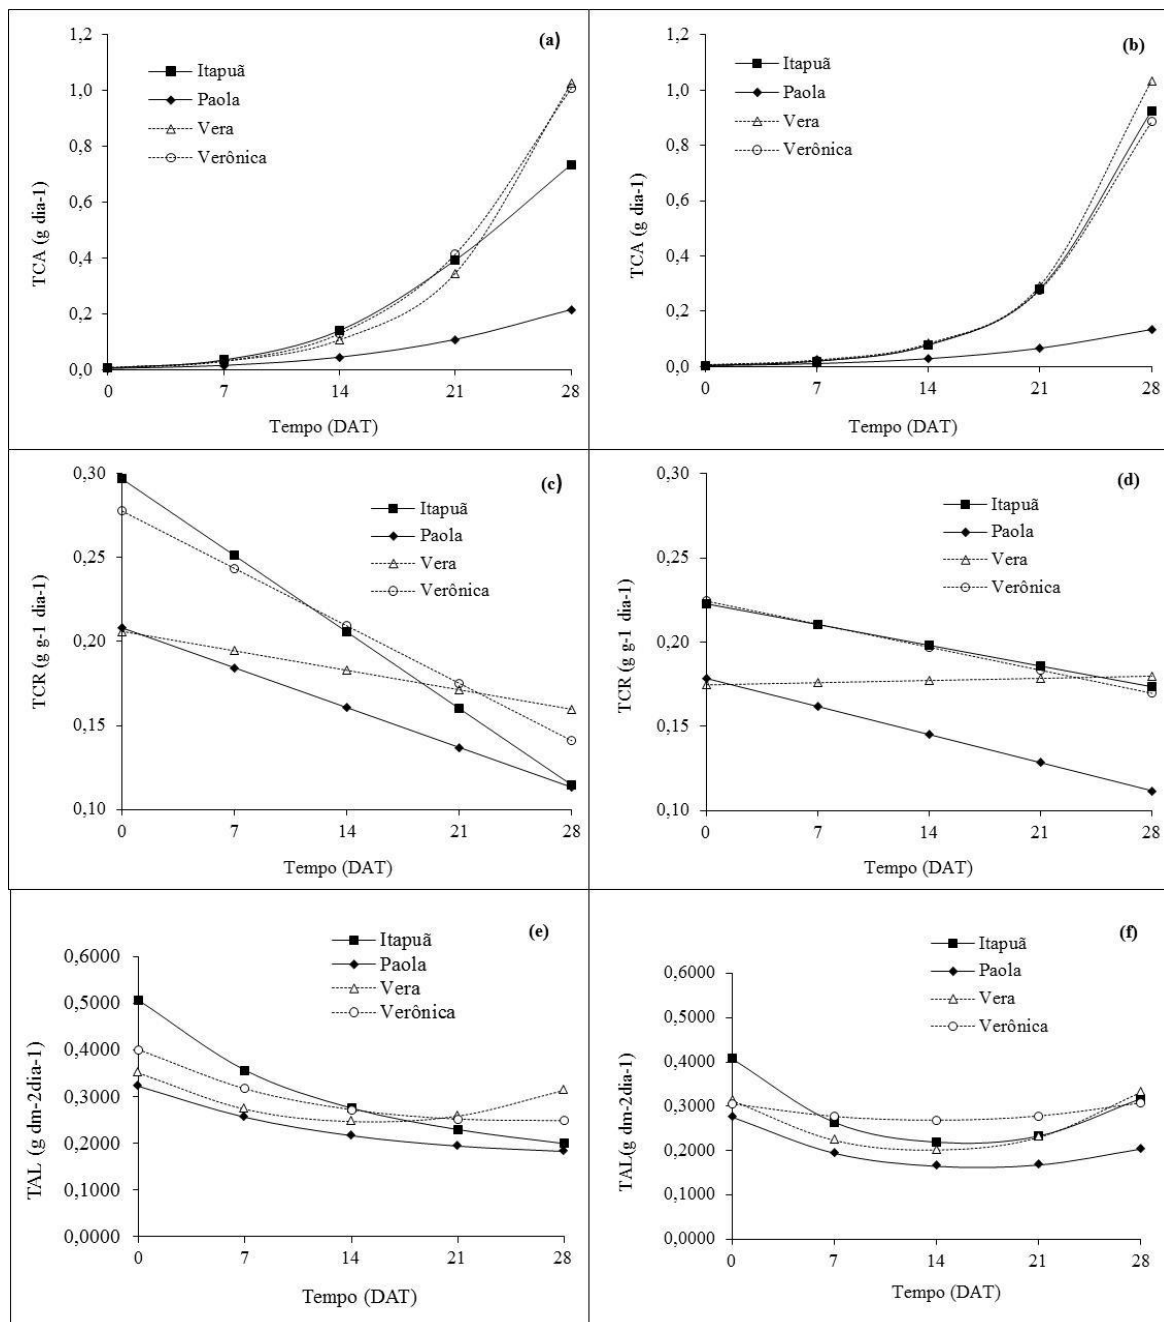 (a)
1,2
1,0
0,8
0,6
0,4
0,2
0,0
TCA (g dia-1)
Itapuã
Paola
Vera
Verônica
0 7 14 21 28
Tempo (DAT)
(b)
1,2
1,0
0,8
0,6
0,4
0,2
0,0
TCA (g dia-1)
Itapuã
Paola
Vera
Verônica
0 7 14 21 28
Tempo (DAT)
(c)
0,30
0,25
0,20
0,15
0,10
TCR (g g-1 dia-1)
Itapuã
Paola
Vera
Verônica
0 7 14 21 28
Tempo (DAT)
(d)
0,30
0,25
0,20
0,15
0,10
TCR (g g-1 dia-1)
Itapuã
Paola
Vera
Verônica
0 7 14 21 28
Tempo (DAT)
(e)
0,6000
0,5000
0,4000
0,3000
0,2000
0,1000
0,0000
TAL (g dm-2dia-1)
Itapuã
Paola
Vera
Verônica
0 7 14 21 28
Tempo (DAT)
(f)
0,6000
0,5000
0,4000
0,3000
0,2000
0,1000
0,0000
TAL(g dm-2dia-1)
Itapuã
Paola
Vera
Verônica
0 7 14 21 28
Tempo (DAT)